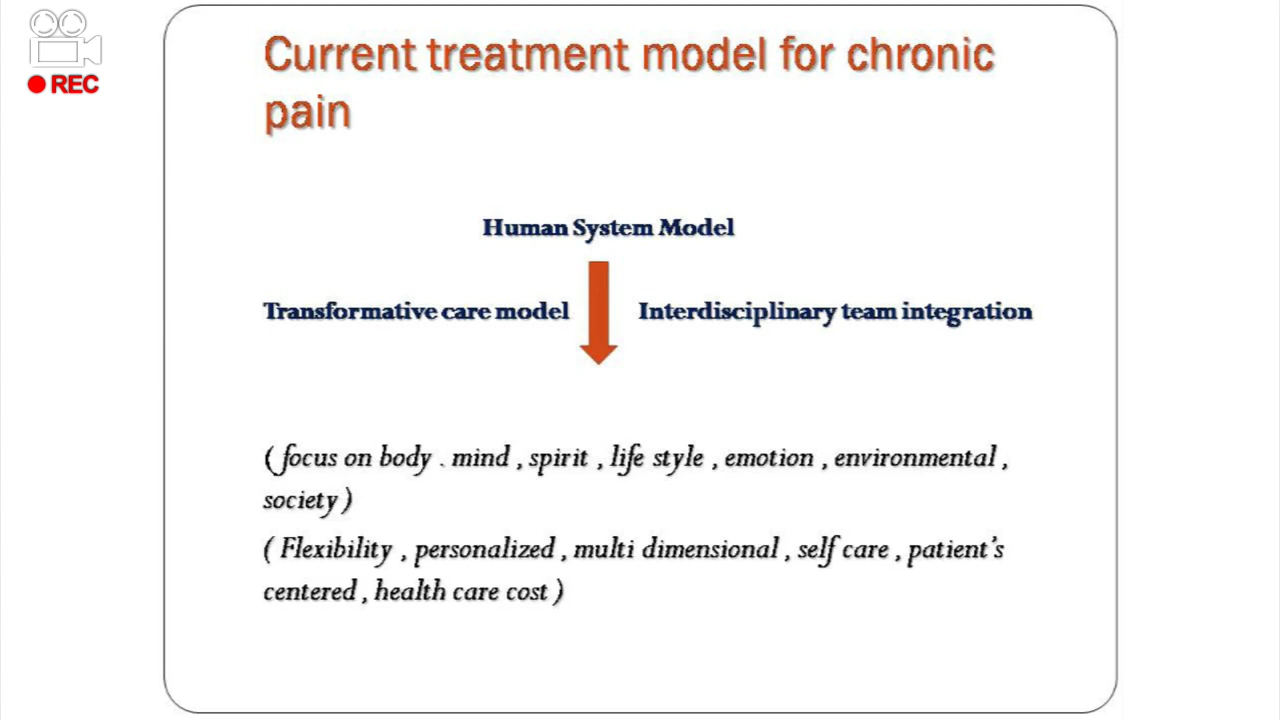 REC
Current treatment model for chronic
pain
Human System Model
Transformative care model
Interdisciplinary team integration
( focus on body . mind , spirit , life style , emotion , environmental ,
society )
( Flexibility , personalized , multi dimensional , self care , patient's
centered , health care cost )